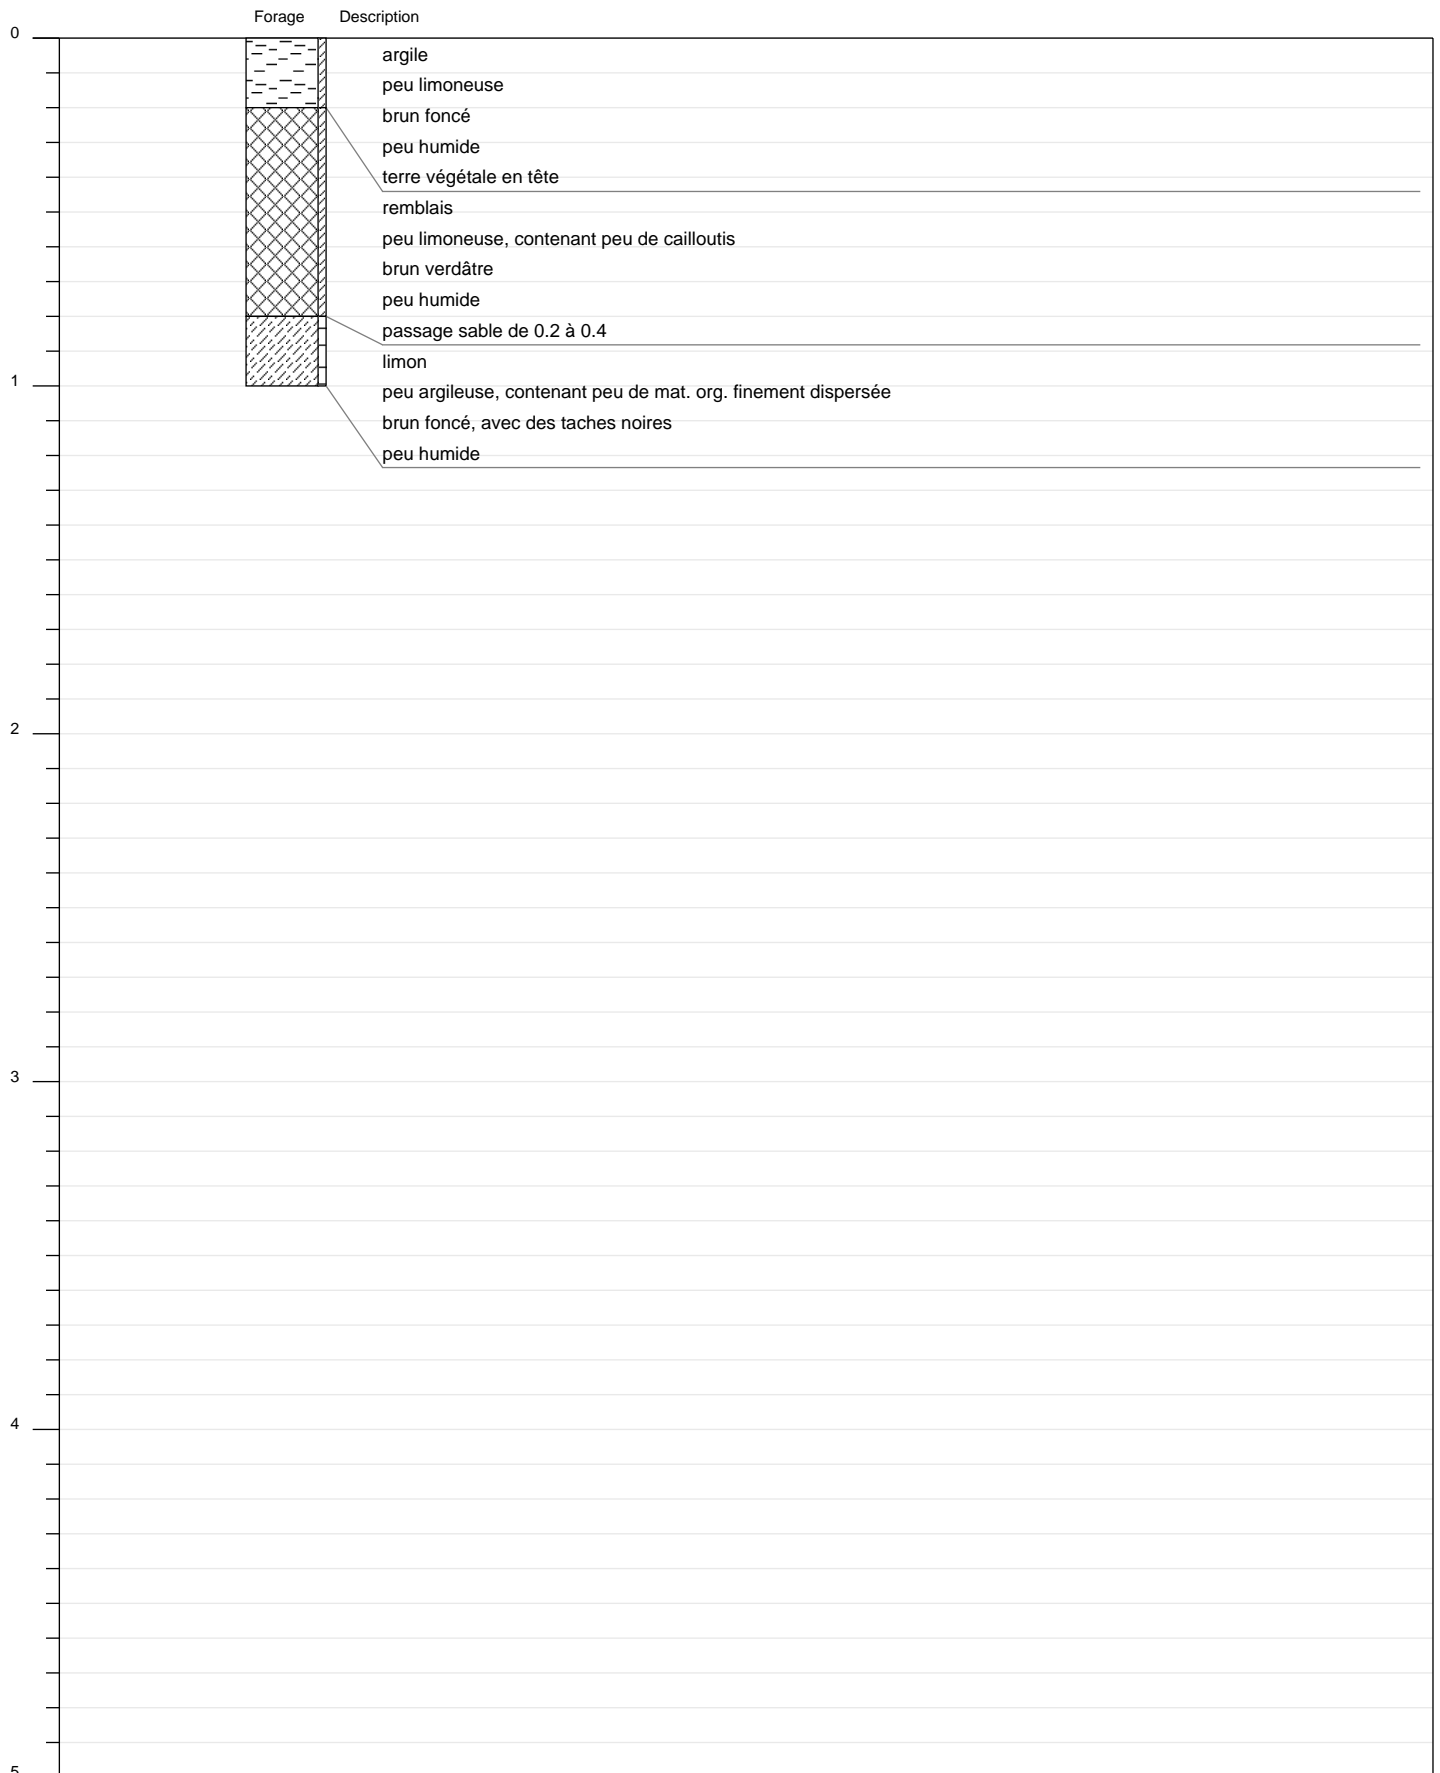 Forage Description
0
argile
peu limoneuse
brun foncé
peu humide
terre végétale en tête
remblais
peu limoneuse, contenant peu de cailloutis
brun verdâtre
peu humide
passage sable de 0.2 à 0.4
limon
1
peu argileuse, contenant peu de mat. org. finement dispersée
brun foncé, avec des taches noires
peu humide
2
3
4
5